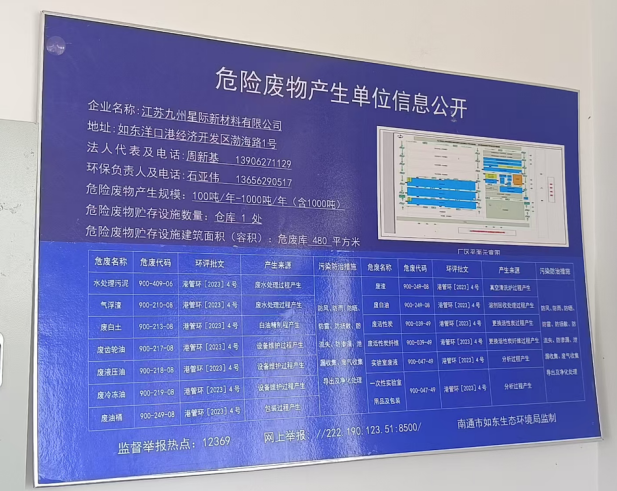 危险废物产生单位信息公开
企业名称:江苏九州星际新材料有限公司
地址:如东洋口港经济开发区渤海路1号
法人代表及电话:周新基 13906271129
环保负责人及电话:石亚伟 13656290517
危险废物产生规模:100吨/年-1000吨/年(含1000吨)
危险废物贮存设施数量:仓库 1 处
危险废物贮存设施建筑面积(容积):危废库 480 平方米
厂区平面示意图
危废名称 危废代码 环评批文 产生来源 污染防治措施 危废名称 危废代码 环评批文 产生来源 污染防治措施
水处理污泥 900-409-06 港管环[2023]4号 废水处理过程产生 废渣 900-249-08 港管环[2023]4号 真空清洗炉过程产生
气浮渣 900-210-08 港管环[2023]4号 废水处理过程产生 废白油 900-249-08 港管环[2023]4号 溶剂回收处理过程产生
废白土 900-213-08 港管环[2023]4号 白油精制程产生 废活性炭 900-039-49 港管环[2023]4号 更换活性炭过程产生
废齿轮油 900-217-08 港管环[2023]4号 设备维护过程产生 废活性炭纤维 900-039-49 港管环[2023]4号 更换活性炭纤维过程产生
废液压油 900-218-08 港管环[2023]4号 设备维护过程产生 实验室废液 900-047-49 港管环[2023]4号 分析过程产生
废冷冻油 900-219-08 港管环[2023]4号 设备维护过程产生 一次性实验室用品及包装 900-047-49 港管环[2023]4号 分析过程产生
废油桶 900-249-08 港管环[2023]4号 包装过程产生
防风、防雨、防晒、
防雷、防扬散、防
流失、防渗漏、泄
漏收集、废气收集
导出及净化处理
防风、防雨、防晒、
防雷、防扬散、防
流失、防渗漏、泄
漏收集、废气收集
导出及净化处理
监督举报热点:12369 网上举报 //222.190.123.51:8500/ 南通市如东生态环境局监制